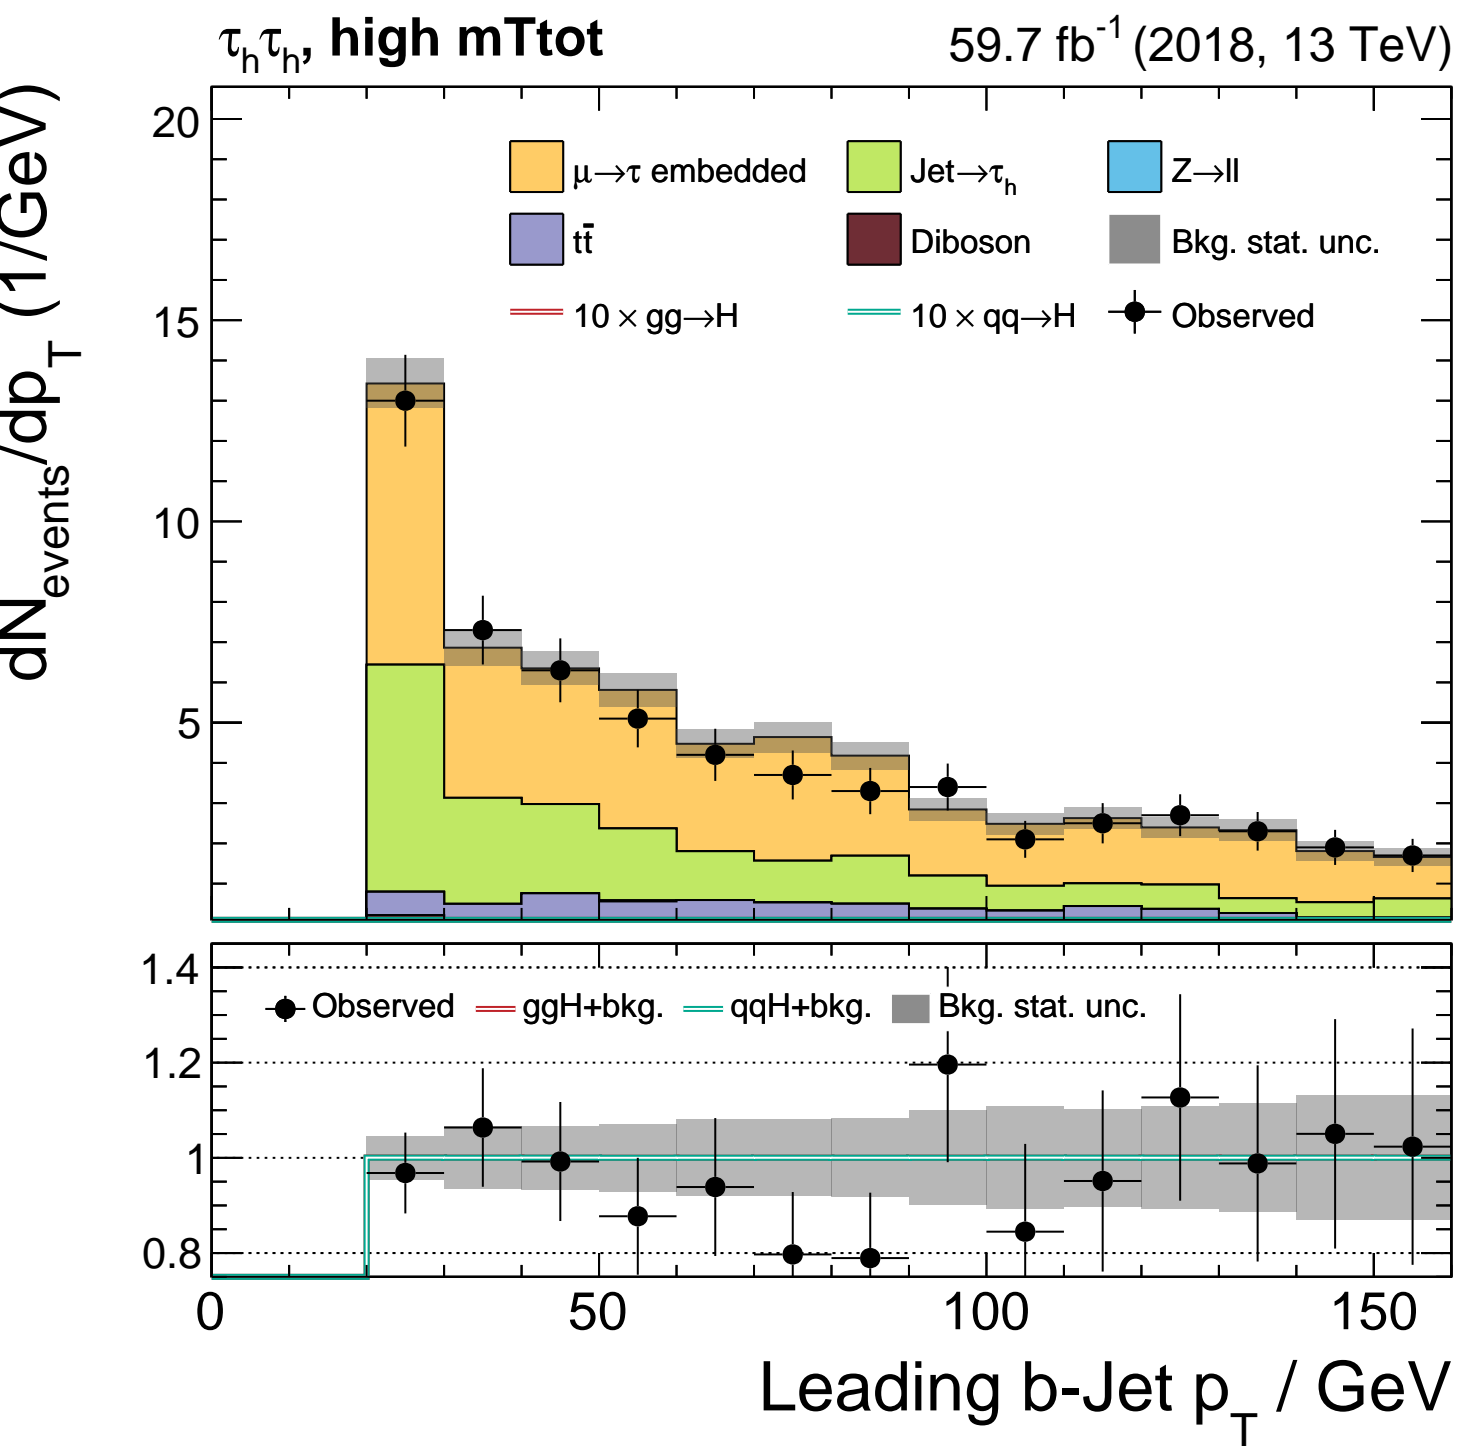 τhτh, high mTtot 59.7 fb-1 (2018, 13 TeV)
dNevents/dpT (1/GeV)
20
15
10
5
μ→τ embedded Jet→τh Z→ll
tt̄ Diboson Bkg. stat. unc.
10 × gg→H 10 × qq→H Observed
1.4
1.2
1
0.8
Observed ggH+bkg. qqH+bkg. Bkg. stat. unc.
0 50 100 150
Leading b-Jet pT / GeV